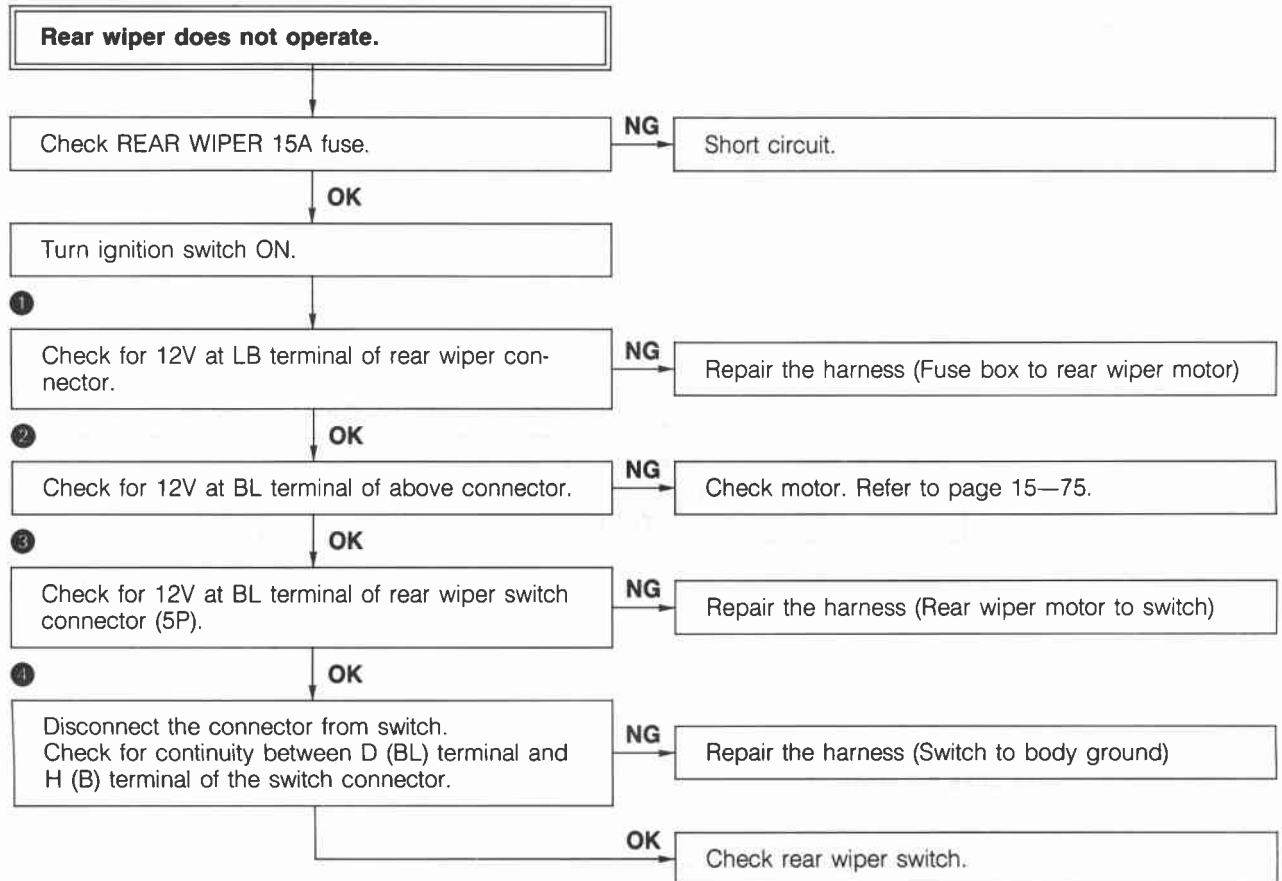 Rear wiper does not operate.
Check REAR WIPER 15A fuse.
NG
Short circuit.
OK
Turn ignition switch ON.
1
Check for 12V at LB terminal of rear wiper con-
nector.
NG
Repair the harness (Fuse box to rear wiper motor)
2
OK
Check for 12V at BL terminal of above connector.
NG
Check motor. Refer to page 15—75.
3
OK
Check for 12V at BL terminal of rear wiper switch
connector (5P).
NG
Repair the harness (Rear wiper motor to switch)
4
OK
Disconnect the connector from switch.
Check for continuity between D (BL) terminal and
H (B) terminal of the switch connector.
NG
Repair the harness (Switch to body ground)
OK
Check rear wiper switch.